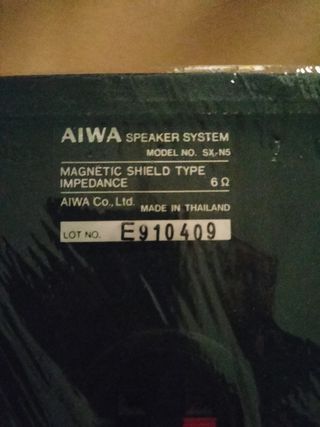 AIWA SPEAKER SYSTEM
MODEL NO. SX-N5
MAGNETIC SHIELD TYPE
IMPEDANCE 6 Ω
AIWA Co., Ltd. MADE IN THAILAND
LOT NO. E910409